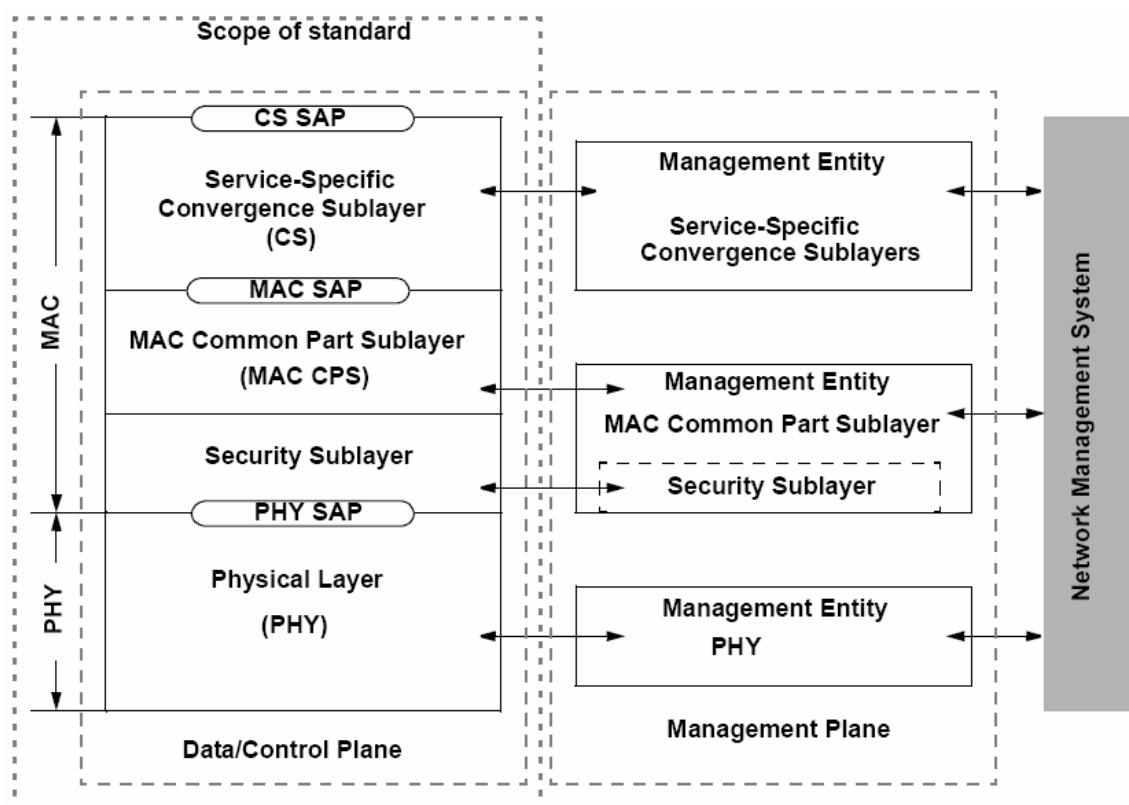 Scope of standard
CS SAP
Service-Specific
Convergence Sublayer
(CS)
MAC SAP
MAC Common Part Sublayer
(MAC CPS)
Security Sublayer
PHY SAP
Physical Layer
(PHY)
Data/Control Plane
MAC
PHY
Management Entity
Service-Specific
Convergence Sublayers
Management Entity
MAC Common Part Sublayer
Security Sublayer
Management Entity
PHY
Management Plane
Network Management System